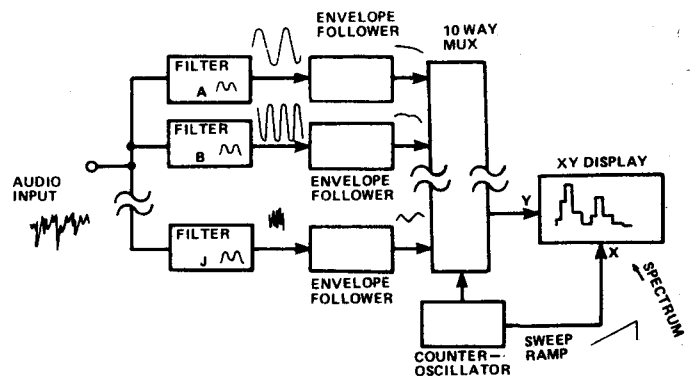 ENVELOPE
FOLLOWER
10 WAY
MUX
FILTER
A
FILTER
B
ENVELOPE
FOLLOWER
XY DISPLAY
AUDIO
INPUT
Y
FILTER
J
X
ENVELOPE
FOLLOWER
SPECTRUM
SWEEP
RAMP
COUNTER-
OSCILLATOR